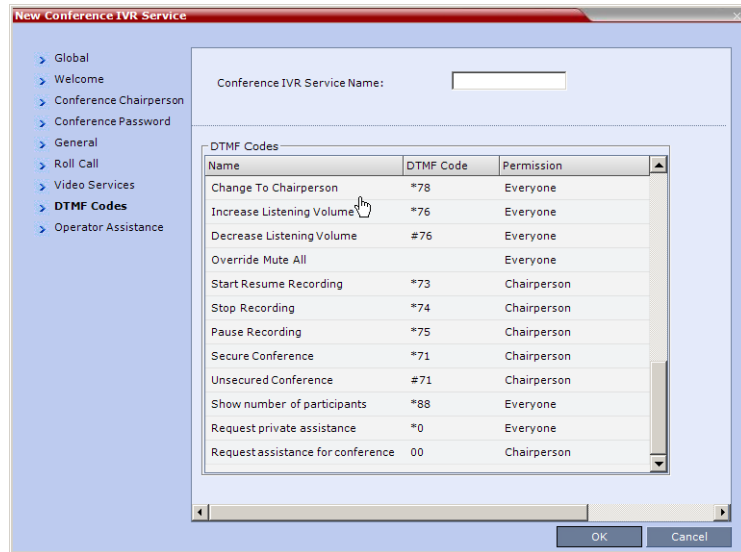 New Conference IVR Service
Global
Welcome
Conference Chairperson
Conference Password
General
Roll Call
Video Services
DTMF Codes
Operator Assistance
Conference IVR Service Name:
DTMF Codes
Name DTMF Code Permission
Change To Chairperson *78 Everyone
Increase Listening Volume *76 Everyone
Decrease Listening Volume #76 Everyone
Override Mute All Everyone
Start Resume Recording *73 Chairperson
Stop Recording *74 Chairperson
Pause Recording *75 Chairperson
Secure Conference *71 Chairperson
Unsecured Conference #71 Chairperson
Show number of participants *88 Everyone
Request private assistance *0 Everyone
Request assistance for conference 00 Chairperson
OK Cancel